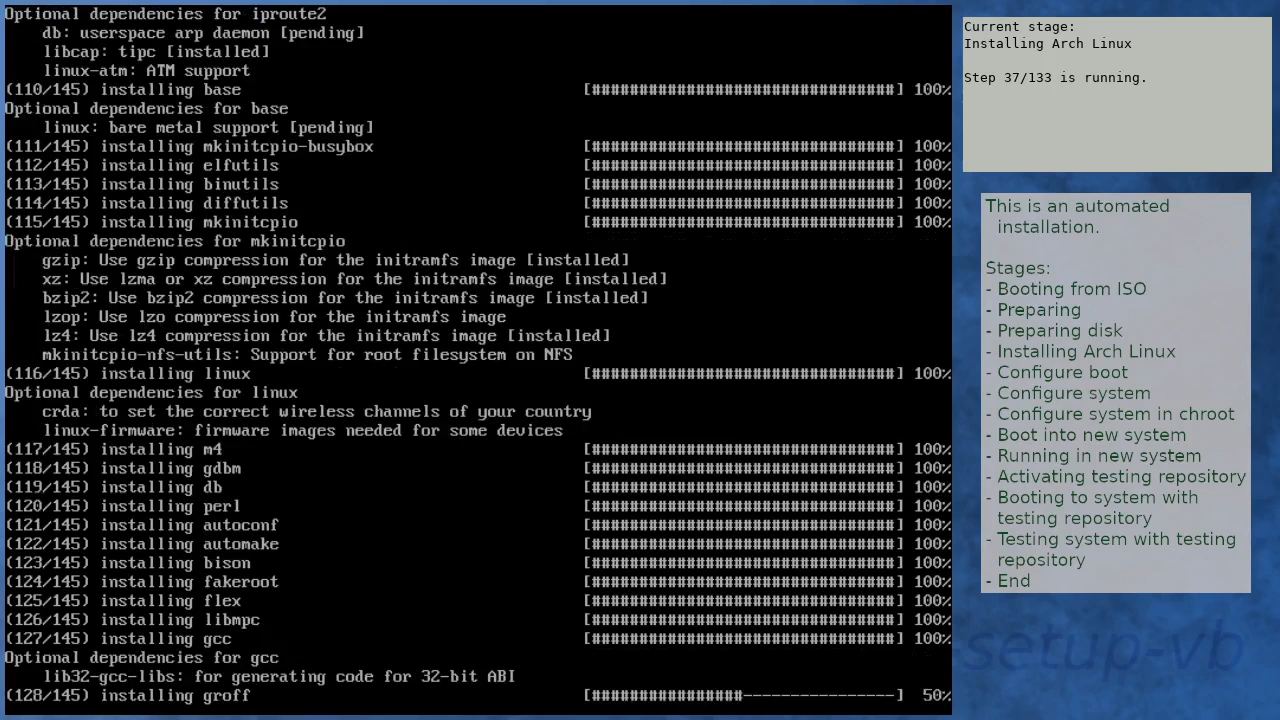 Optional dependencies for iproute2
    db: userspace arp daemon [pending]
    libcap: tipc [installed]
    linux-atm: ATM support
(110/145) installing base [################################] 100%
Optional dependencies for base
    linux: bare metal support [pending]
(111/145) installing mkinitcpio-busybox [################################] 100%
(112/145) installing elfutils [################################] 100%
(113/145) installing binutils [################################] 100%
(114/145) installing diffutils [################################] 100%
(115/145) installing mkinitcpio [################################] 100%
Optional dependencies for mkinitcpio
    gzip: Use gzip compression for the initramfs image [installed]
    xz: Use lzma or xz compression for the initramfs image [installed]
    bzip2: Use bzip2 compression for the initramfs image [installed]
    lzop: Use lzo compression for the initramfs image
    lz4: Use lz4 compression for the initramfs image [installed]
    mkinitcpio-nfs-utils: Support for root filesystem on NFS
(116/145) installing linux [################################] 100%
Optional dependencies for linux
    crda: to set the correct wireless channels of your country
    linux-firmware: firmware images needed for some devices
(117/145) installing m4 [################################] 100%
(118/145) installing gdbm [################################] 100%
(119/145) installing db [################################] 100%
(120/145) installing perl [################################] 100%
(121/145) installing autoconf [################################] 100%
(122/145) installing automake [################################] 100%
(123/145) installing bison [################################] 100%
(124/145) installing fakeroot [################################] 100%
(125/145) installing flex [################################] 100%
(126/145) installing libmpc [################################] 100%
(127/145) installing gcc [################################] 100%
Optional dependencies for gcc
    lib32-gcc-libs: for generating code for 32-bit ABI
(128/145) installing groff [################----------------] 50%
Current stage:
Installing Arch Linux
Step 37/133 is running.
This is an automated
installation.
Stages:
- Booting from ISO
- Preparing
- Preparing disk
- Installing Arch Linux
- Configure boot
- Configure system
- Configure system in chroot
- Boot into new system
- Running in new system
- Activating testing repository
- Booting to system with
testing repository
- Testing system with testing
repository
- End
-setup-vb